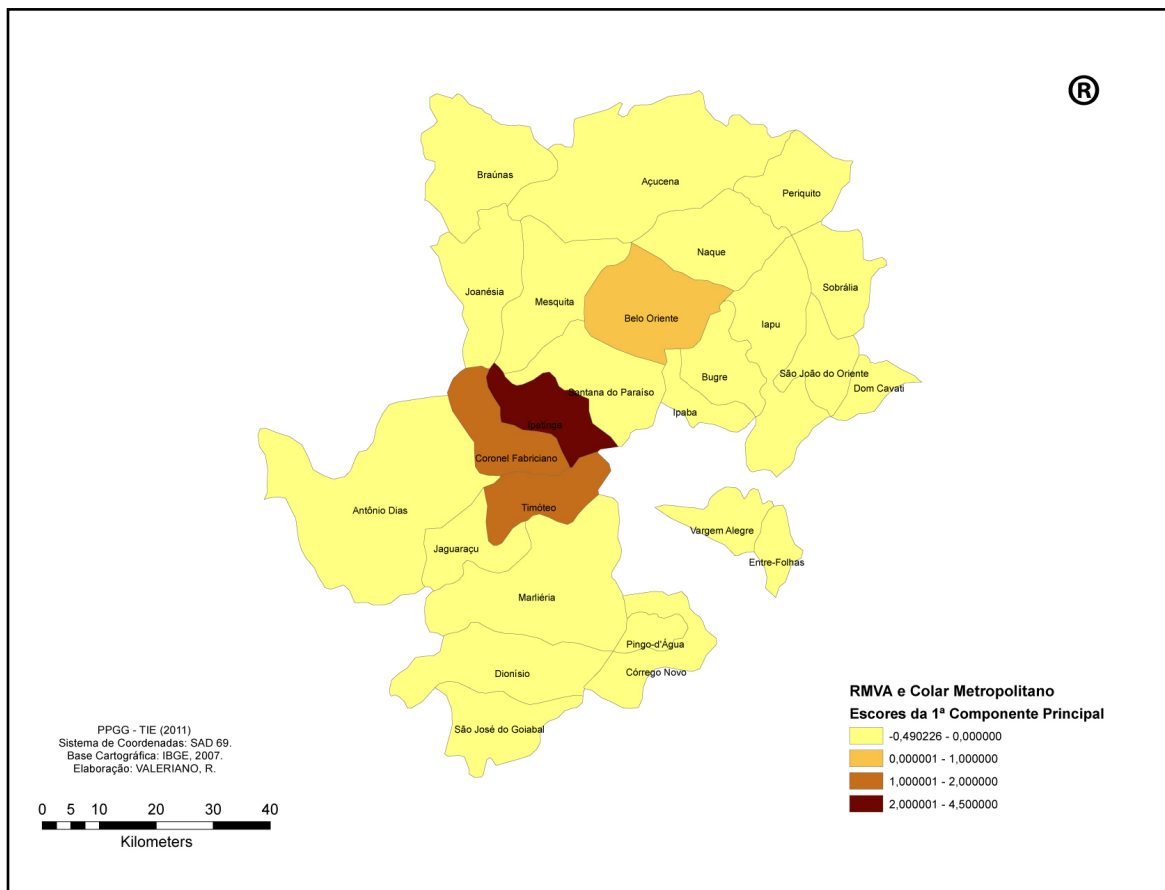 ®
Braúnas
Açucena
Periquito
Naque
Joanésia
Mesquita
Sobrália
Belo Oriente
Iapu
São João do Oriente
Bugre
Dom Cavati
Santana do Paraíso
Ipaba
Ipatinga
Coronel Fabriciano
Antônio Dias
Timóteo
Vargem Alegre
Jaguaraçu
Entre-Folhas
Marliéria
Pingo-d'Água
Dionísio
Córrego Novo
São José do Goiabal
RMVA e Colar Metropolitano
Escores da 1ª Componente Principal
-0,490226 - 0,000000
0,000001 - 1,000000
1,000001 - 2,000000
2,000001 - 4,500000
PPGG - TIE (2011)
Sistema de Coordenadas: SAD 69.
Base Cartográfica: IBGE, 2007.
Elaboração: VALERIANO, R.
0 5 10 20 30 40
Kilometers